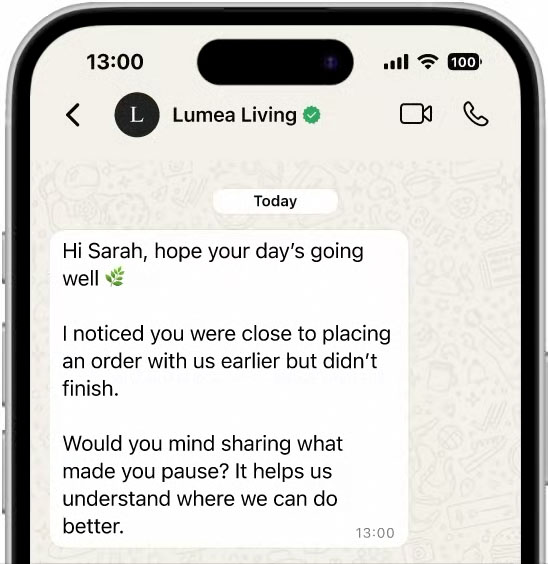 13:00
100
L
Lumea Living
Today
Hi Sarah, hope your day’s going
well 🌿
I noticed you were close to placing
an order with us earlier but didn’t
finish.
Would you mind sharing what
made you pause? It helps us
understand where we can do
better.
13:00